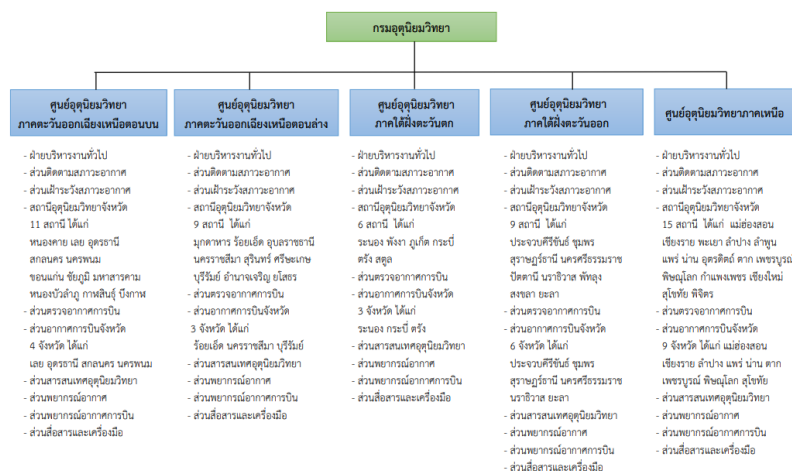 กรมอุตุนิยมวิทยา
ศูนย์อุตุนิยมวิทยา
ภาคตะวันออกเฉียงเหนือตอนบน
- ฝ่ายบริหารงานทั่วไป
- ส่วนติดตามสภาวะอากาศ
- ส่วนเฝ้าระวังสภาวะอากาศ
- สถานีอุตุนิยมวิทยาจังหวัด
11 สถานี ได้แก่
หนองคาย เลย อุดรธานี
สกลนคร นครพนม
ขอนแก่น ชัยภูมิ มหาสารคาม
หนองบัวลำภู กาฬสินธุ์ บึงกาฬ
- ส่วนตรวจอากาศการบิน
- ส่วนอากาศการบินจังหวัด
4 จังหวัด ได้แก่
เลย อุดรธานี สกลนคร นครพนม
- ส่วนสารสนเทศอุตุนิยมวิทยา
- ส่วนพยากรณ์อากาศ
- ส่วนพยากรณ์อากาศการบิน
- ส่วนสื่อสารและเครื่องมือ
ศูนย์อุตุนิยมวิทยา
ภาคตะวันออกเฉียงเหนือตอนล่าง
- ฝ่ายบริหารงานทั่วไป
- ส่วนติดตามสภาวะอากาศ
- ส่วนเฝ้าระวังสภาวะอากาศ
- สถานีอุตุนิยมวิทยาจังหวัด
9 สถานี ได้แก่
มุกดาหาร ร้อยเอ็ด อุบลราชธานี
นครราชสีมา สุรินทร์ ศรีษะเกษ
บุรีรัมย์ อำนาจเจริญ ยโสธร
- ส่วนตรวจอากาศการบิน
- ส่วนอากาศการบินจังหวัด
3 จังหวัด ได้แก่
ร้อยเอ็ด นครราชสีมา บุรีรัมย์
- ส่วนสารสนเทศอุตุนิยมวิทยา
- ส่วนพยากรณ์อากาศ
- ส่วนพยากรณ์อากาศการบิน
- ส่วนสื่อสารและเครื่องมือ
ศูนย์อุตุนิยมวิทยา
ภาคใต้ฝั่งตะวันตก
- ฝ่ายบริหารงานทั่วไป
- ส่วนติดตามสภาวะอากาศ
- ส่วนเฝ้าระวังสภาวะอากาศ
- สถานีอุตุนิยมวิทยาจังหวัด
6 สถานี ได้แก่
ระนอง พังงา ภูเก็ต กระบี่
ตรัง สตูล
- ส่วนตรวจอากาศการบิน
- ส่วนอากาศการบินจังหวัด
3 จังหวัด ได้แก่
ระนอง กระบี่ ตรัง
- ส่วนสารสนเทศอุตุนิยมวิทยา
- ส่วนพยากรณ์อากาศ
- ส่วนพยากรณ์อากาศการบิน
- ส่วนสื่อสารและเครื่องมือ
ศูนย์อุตุนิยมวิทยา
ภาคใต้ฝั่งตะวันออก
- ฝ่ายบริหารงานทั่วไป
- ส่วนติดตามสภาวะอากาศ
- ส่วนเฝ้าระวังสภาวะอากาศ
- สถานีอุตุนิยมวิทยาจังหวัด
9 สถานี ได้แก่
ประจวบคีรีขันธ์ ชุมพร
สุราษฎร์ธานี นครศรีธรรมราช
ปัตตานี นราธิวาส พัทลุง
สงขลา ยะลา
- ส่วนตรวจอากาศการบิน
- ส่วนอากาศการบินจังหวัด
6 จังหวัด ได้แก่
ประจวบคีรีขันธ์ ชุมพร
สุราษฎร์ธานี นครศรีธรรมราช
นราธิวาส ยะลา
- ส่วนสารสนเทศอุตุนิยมวิทยา
- ส่วนพยากรณ์อากาศ
- ส่วนพยากรณ์อากาศการบิน
- ส่วนสื่อสารและเครื่องมือ
ศูนย์อุตุนิยมวิทยาภาคเหนือ
- ฝ่ายบริหารงานทั่วไป
- ส่วนติดตามสภาวะอากาศ
- ส่วนเฝ้าระวังสภาวะอากาศ
- สถานีอุตุนิยมวิทยาจังหวัด
15 สถานี ได้แก่ แม่ฮ่องสอน
เชียงราย พะเยา ลำปาง ลำพูน
แพร่ น่าน อุตรดิตถ์ ตาก เพชรบูรณ์
พิษณุโลก กำแพงเพชร เชียงใหม่
สุโขทัย พิจิตร
- ส่วนตรวจอากาศการบิน
- ส่วนอากาศการบินจังหวัด
9 จังหวัด ได้แก่ แม่ฮ่องสอน
เชียงราย ลำปาง แพร่ น่าน ตาก
เพชรบูรณ์ พิษณุโลก สุโขทัย
- ส่วนสารสนเทศอุตุนิยมวิทยา
- ส่วนพยากรณ์อากาศ
- ส่วนพยากรณ์อากาศการบิน
- ส่วนสื่อสารและเครื่องมือ